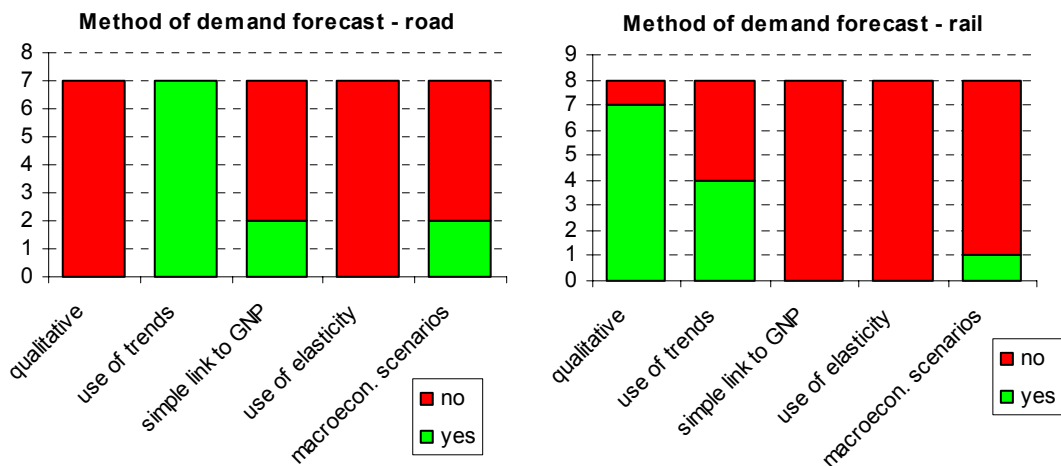 Method of demand forecast - road
8
7
6
5
4
3
2
1
0
qualitative
use of trends
simple link to GNP
use of elasticity
macroecon. scenarios
no
yes
Method of demand forecast - rail
9
8
7
6
5
4
3
2
1
0
qualitative
use of trends
simple link to GNP
use of elasticity
macroecon. scenarios
no
yes